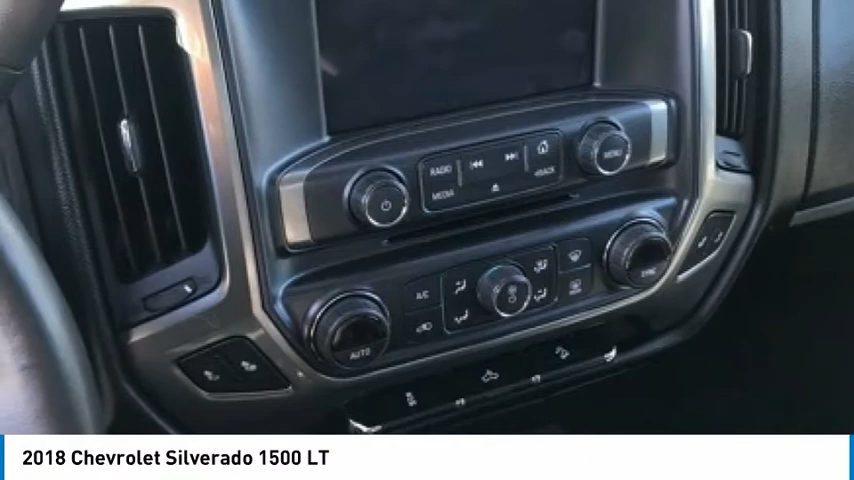 RADIO
MEDIA
BACK
MENU
A/C
AUTO
SYNC
2018 Chevrolet Silverado 1500 LT